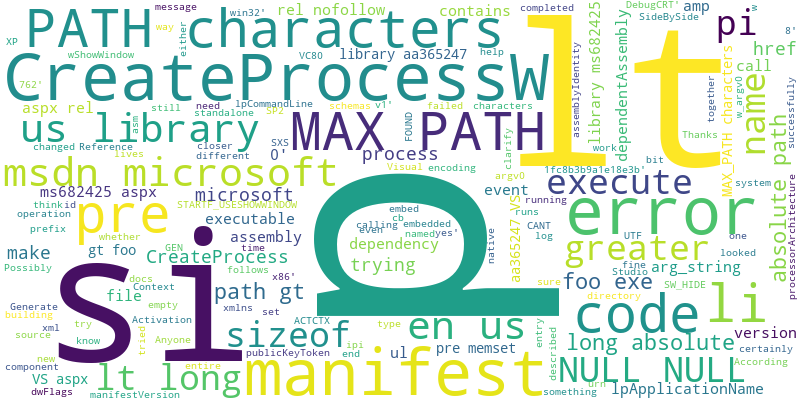 message
win32'
rel nofollow
contains
completed
DebugCRT'
SideBySide
amp
pi
w
XP
PATH characters
way
either
wShowWindow
VC80
library aa365247
help
lt
library ms682425
dependentAssembly
href
8'
CreateProcessW
762'
lpCommandLine
schemas
v1'
failed
characters
assemblyIdentity
call
name
w_argv0
together
successfully
aspx rel
still
need
standalone
SP2
us library
asm
MAX_PATH
FOUND
clarify
Thanks
work
bit
MAX_PATH characters
changed
Reference
closer
SXS
different
0'
process
lives
Visual
encoding
argv0
1fc8b3b9a1e18e3b'
msdn microsoft
ms682425 aspx
microsoft
event
execute
system
absolute path
processorArchitecture
think
id
STARTF_USESHOWWINDOW
embed
cb
calling
embedded
even
named
yes'
running
runs
aa365247 VS
operation
pre
executable
error
prefix
assembly
dependency
native
CANT
log
UTF
one
looked
whether
GEN
time
trying
greater
make
gt foo
CreateProcess
Possibly
docs
follows
x86'
fine
Studio
file
Context
path gt
sure
foo exe
arg_string
SW_HIDE
directory
Generate
empty
xmlns
set
building
Activation
ACTCTX
p
si
code
li
xml
try
tried
sizeof
type
en us
entry
described
version
source
know
Anyone
ipi
long absolute
certainly
new
entire
publicKeyToken
end
ul
pre memset
According
component
VS aspx
lt long
manifest
something
urn
NULL NULL
dwFlags
manifestVersion
lpApplicationName